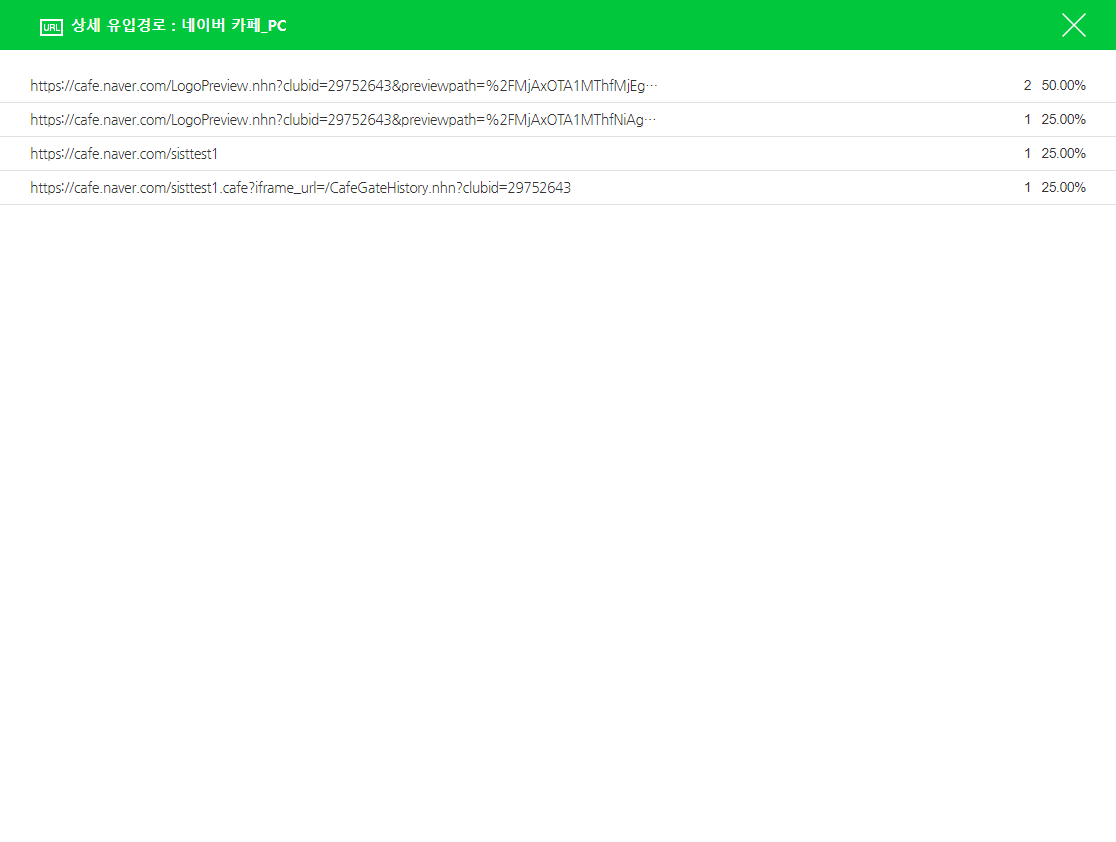 URL 상세 유입경로 : 네이버 카페_PC
https://cafe.naver.com/LogoPreview.nhn?clubid=29752643&previewpath=%2FMjAxOTA1MThfMjEg⋯ 2 50.00%
https://cafe.naver.com/LogoPreview.nhn?clubid=29752643&previewpath=%2FMjAxOTA1MThfNiAg⋯ 1 25.00%
https://cafe.naver.com/sisttest1 1 25.00%
https://cafe.naver.com/sisttest1.cafe?iframe_url=/CafeGateHistory.nhn?clubid=29752643 1 25.00%